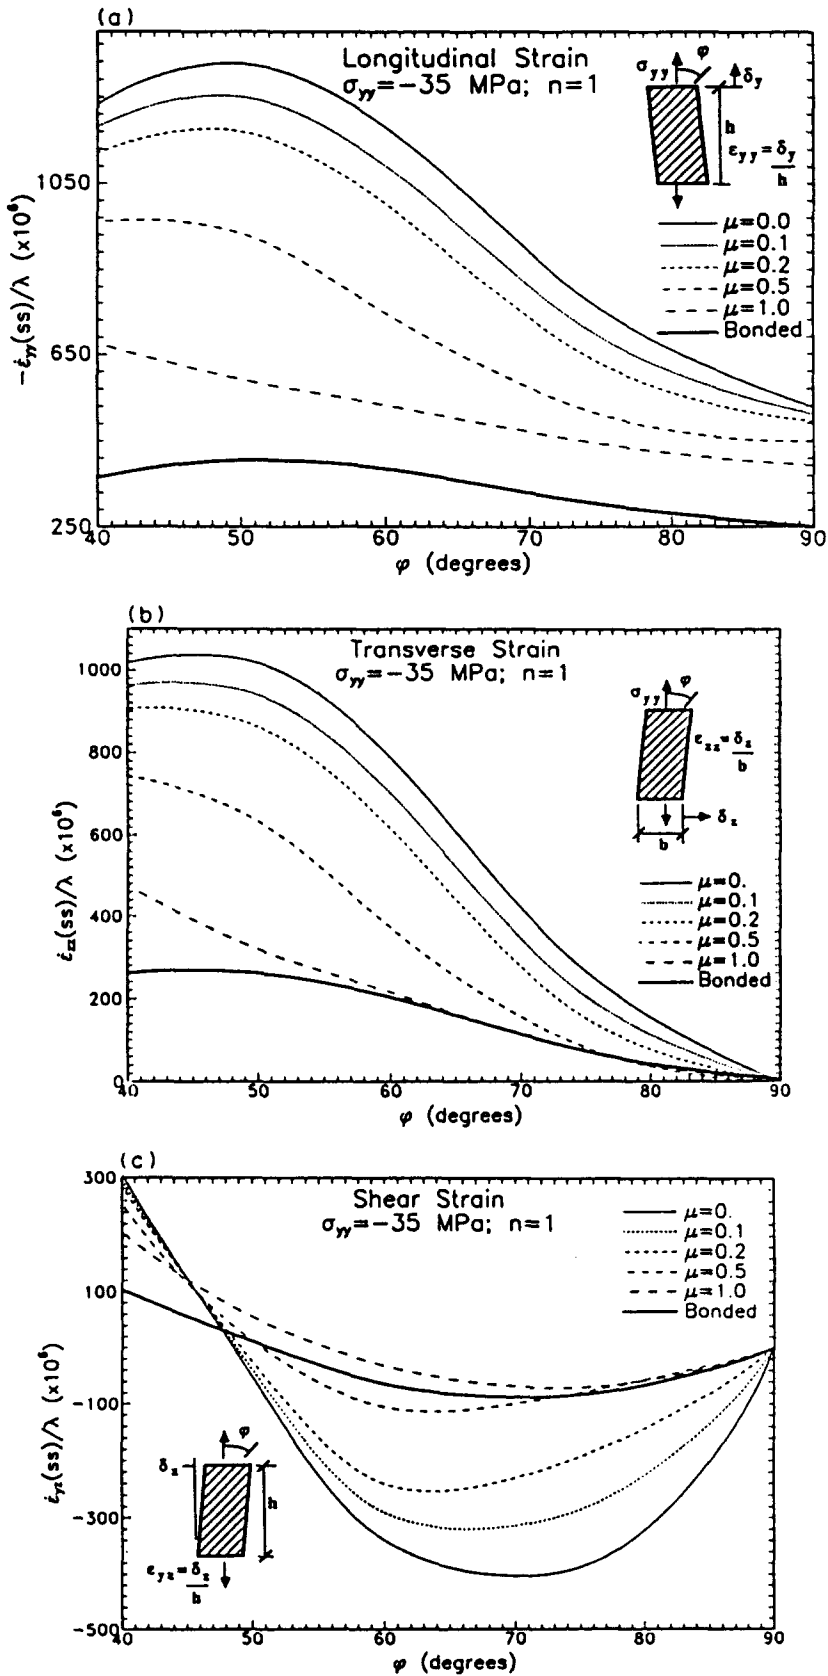 (a)
Longitudinal Strain
σyy=-35 MPa; n=1
σyy φ δy
h
εyy=δy/h
μ=0.0
μ=0.1
μ=0.2
μ=0.5
μ=1.0
Bonded
1050
650
250
-ε̇yy(ss)/λ (x10⁶)
40 50 60 70 80 90
φ (degrees)
(b)
Transverse Strain
σyy=-35 MPa; n=1
σyy φ
εzz=δz/b
δz
b
μ=0.
μ=0.1
μ=0.2
μ=0.5
μ=1.0
Bonded
1000
800
600
400
200
0
ε̇zz(ss)/λ (x10⁶)
40 50 60 70 80 90
φ (degrees)
(c)
Shear Strain
σyy=-35 MPa; n=1
μ=0.
μ=0.1
μ=0.2
μ=0.5
μ=1.0
Bonded
300
100
-100
-300
-500
ε̇yz(ss)/λ (x10⁶)
φ
δz
h
εyz=δz/h
40 50 60 70 80 90
φ (degrees)